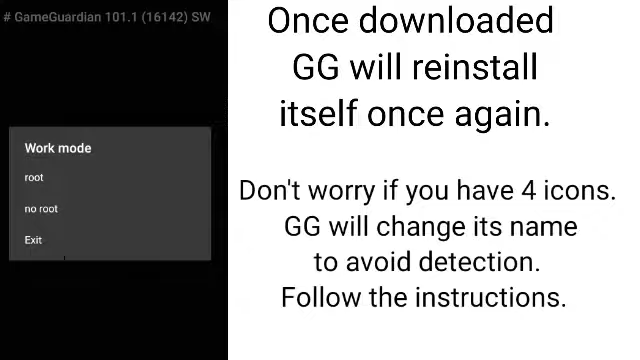 # GameGuardian 101.1 (16142) SW
Work mode
root
no root
Exit
Once downloaded
GG will reinstall
itself once again.
Don't worry if you have 4 icons.
GG will change its name
to avoid detection.
Follow the instructions.